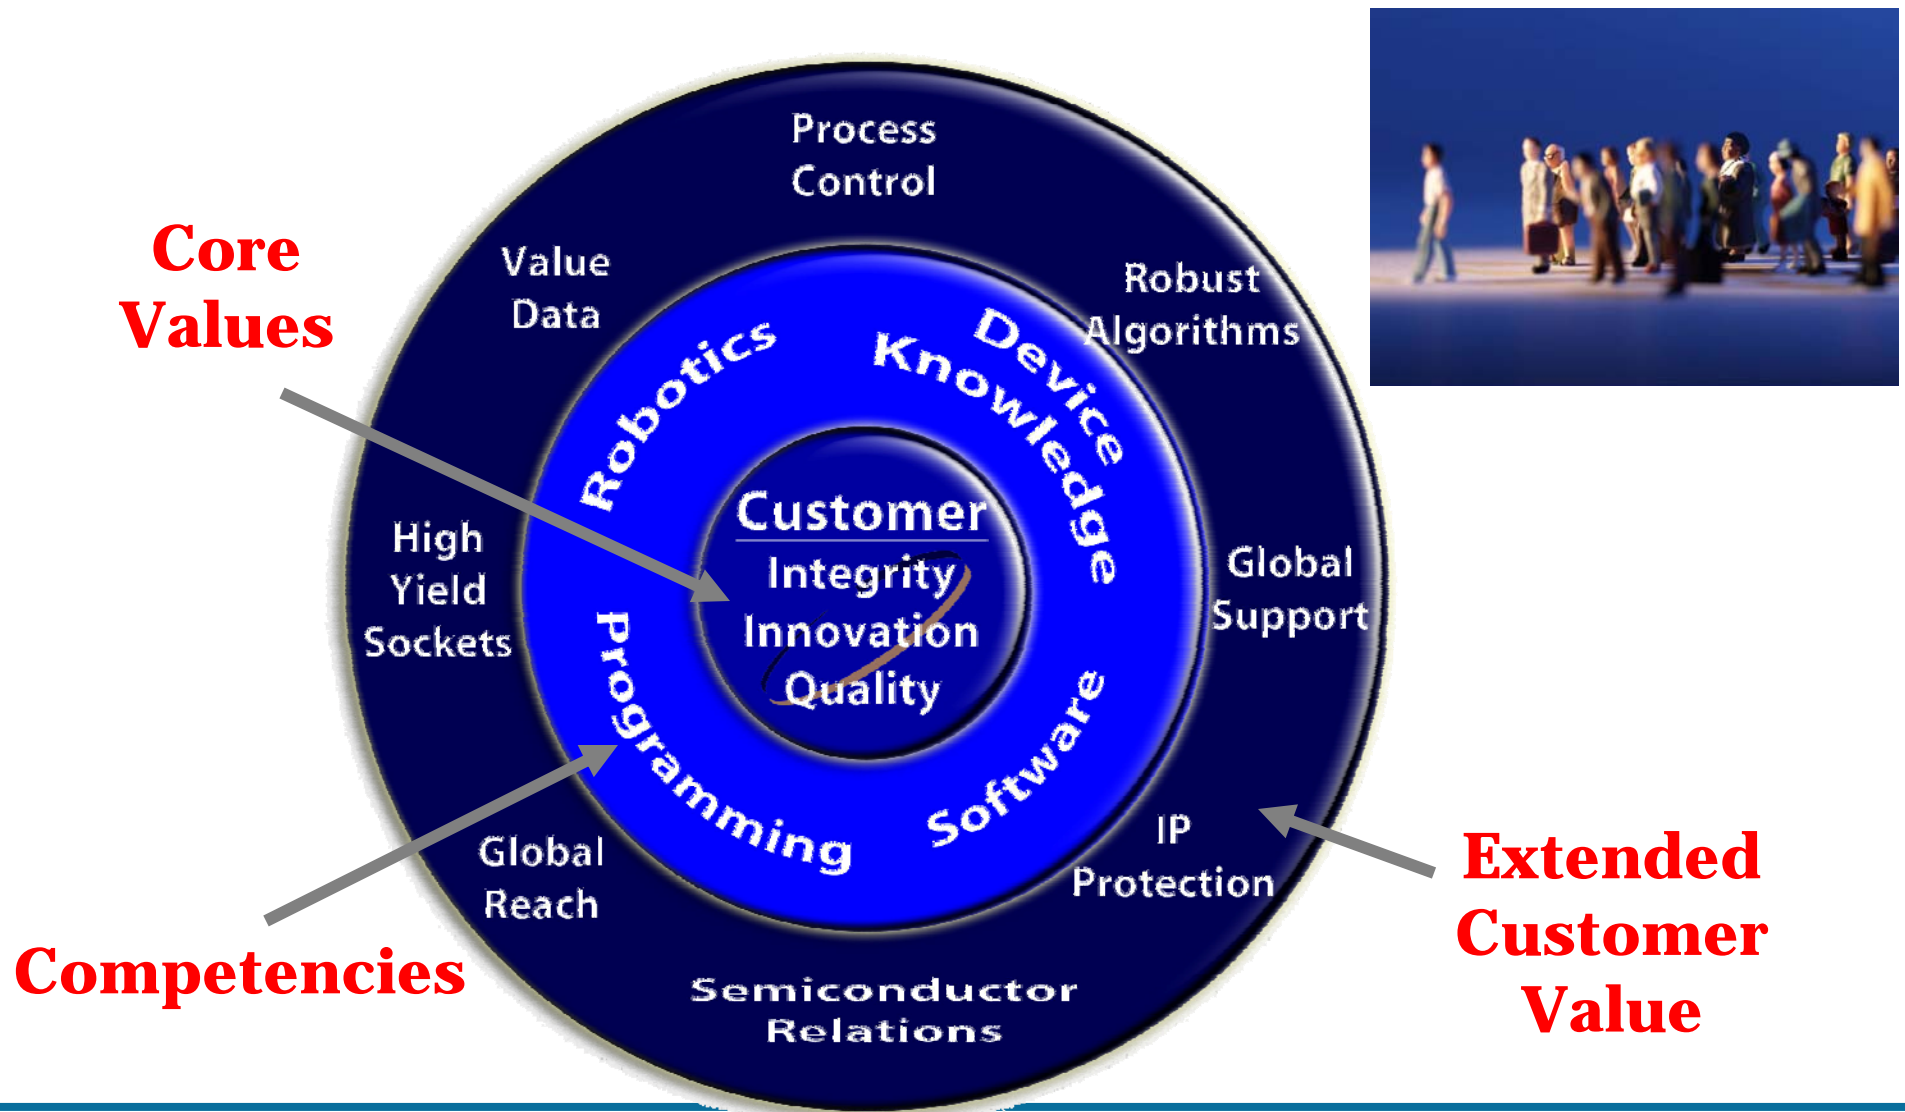 Process
Control
Core
Values
Value
Data
Robust
Algorithms
Robotics
Device
Knowledge
Customer
Integrity
Innovation
Quality
High
Yield
Sockets
Global
Support
Programming
Software
Global
Reach
IP
Protection
Extended
Customer
Value
Competencies
Semiconductor
Relations